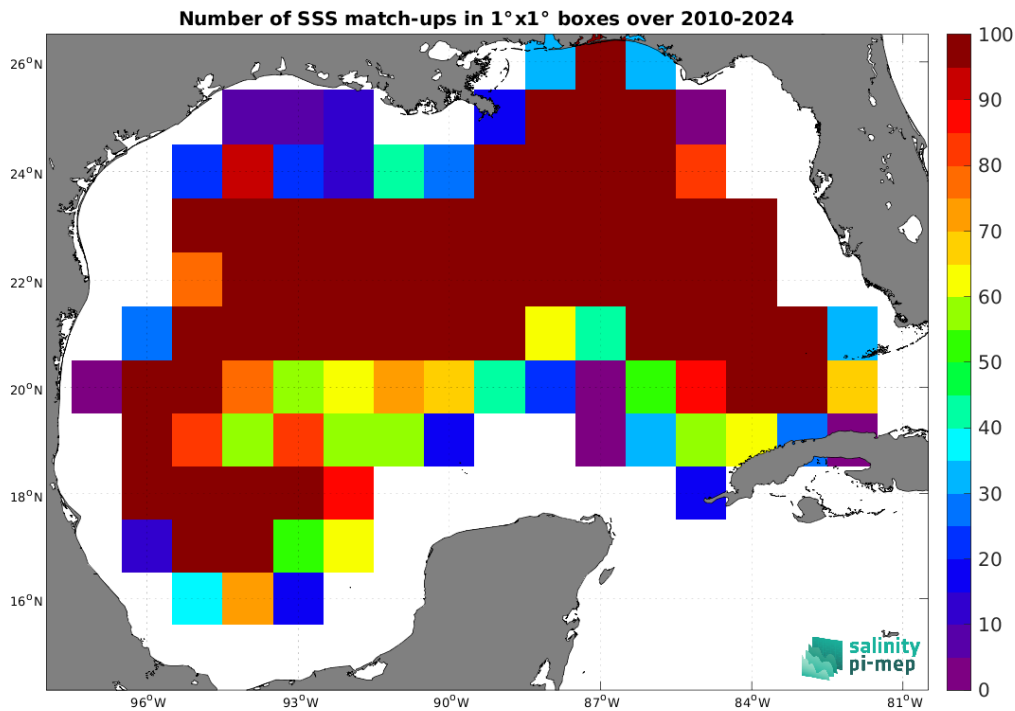 Number of SSS match-ups in 1°x1° boxes over 2010-2024
26°N
24°N
22°N
20°N
18°N
16°N
96°W
93°W
90°W
87°W
84°W
81°W
100
90
80
70
60
50
40
30
20
10
0
salinity
pi-mep